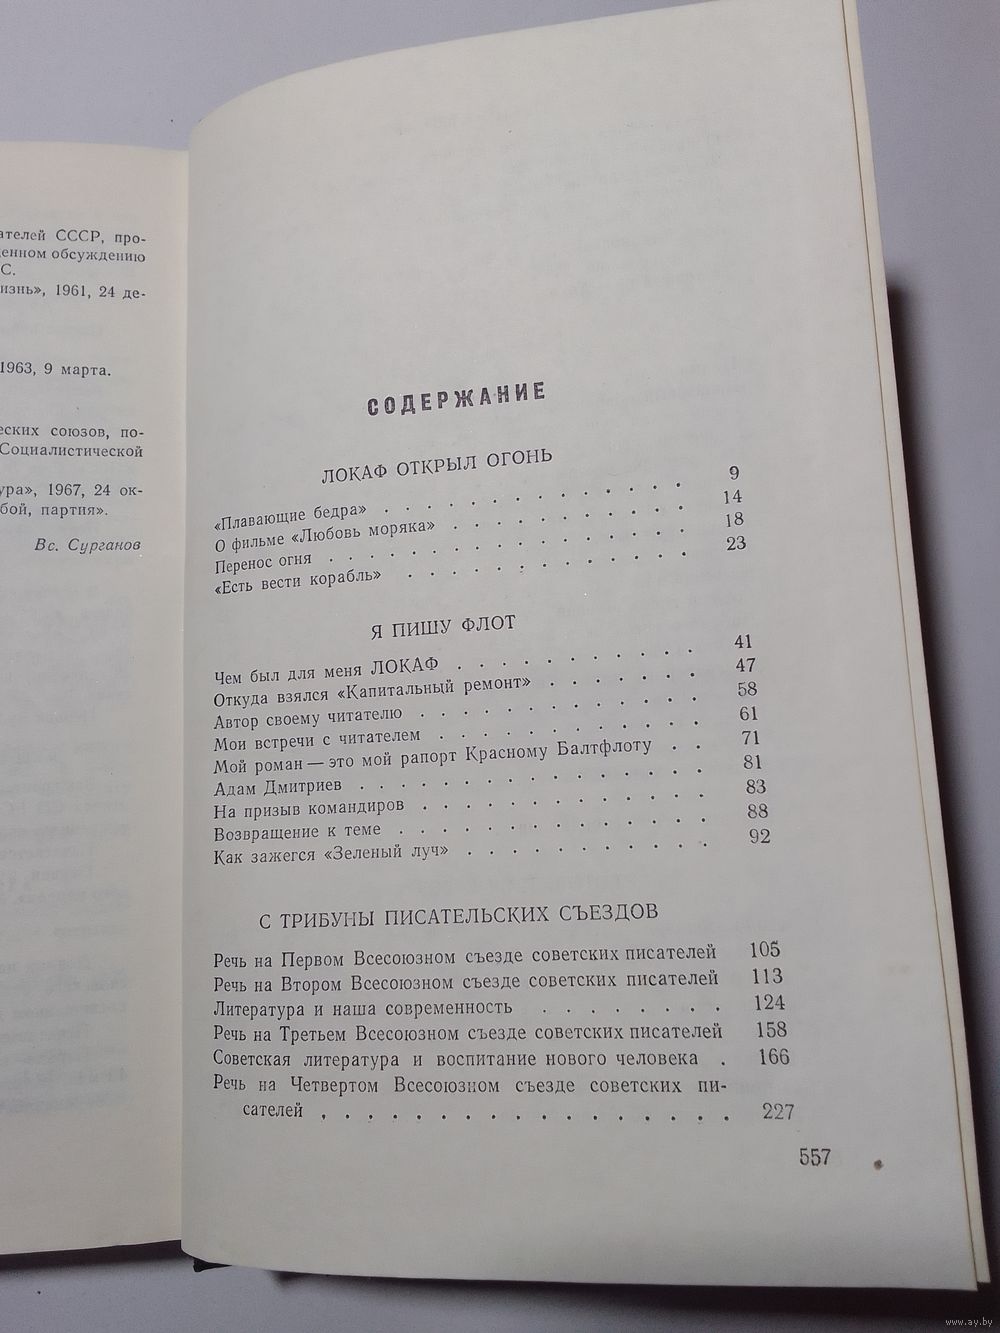 ателей СССР, про-
денном обсуждению
С.
изнь», 1961, 24 де-
1963, 9 марта.
еских союзов, по-
Социалистической
ура», 1967, 24 ок-
бой, партия».
Вс. Сурганов
СОДЕРЖАНИЕ
ЛОКАФ ОТКРЫЛ ОГОНЬ
«Плавающие бедра» . . . . . . . . . . . . 9
О фильме «Любовь моряка» . . . . . . . . . . 14
Перенос огня . . . . . . . . . . . . . . 18
«Есть вести корабль» . . . . . . . . . . . . 23
Я ПИШУ ФЛОТ
Чем был для меня ЛОКАФ . . . . . . . . . . 41
Откуда взялся «Капитальный ремонт» . . . . . . 47
Автор своему читателю . . . . . . . . . . . 58
Мои встречи с читателем . . . . . . . . . . 61
Мой роман — это мой рапорт Красному Балтфлоту . . 71
Адам Дмитриев . . . . . . . . . . . . . 81
На призыв командиров . . . . . . . . . . . 83
Возвращение к теме . . . . . . . . . . . . 88
Как зажегся «Зеленый луч» . . . . . . . . . . 92
С ТРИБУНЫ ПИСАТЕЛЬСКИХ СЪЕЗДОВ
Речь на Первом Всесоюзном съезде советских писателей 105
Речь на Втором Всесоюзном съезде советских писателей 113
Литература и наша современность . . . . . . . 124
Речь на Третьем Всесоюзном съезде советских писателей 158
Советская литература и воспитание нового человека . 166
Речь на Четвертом Всесоюзном съезде советских пи-
сателей . . . . . . . . . . . . . . . . . 227
557
www.ay.by